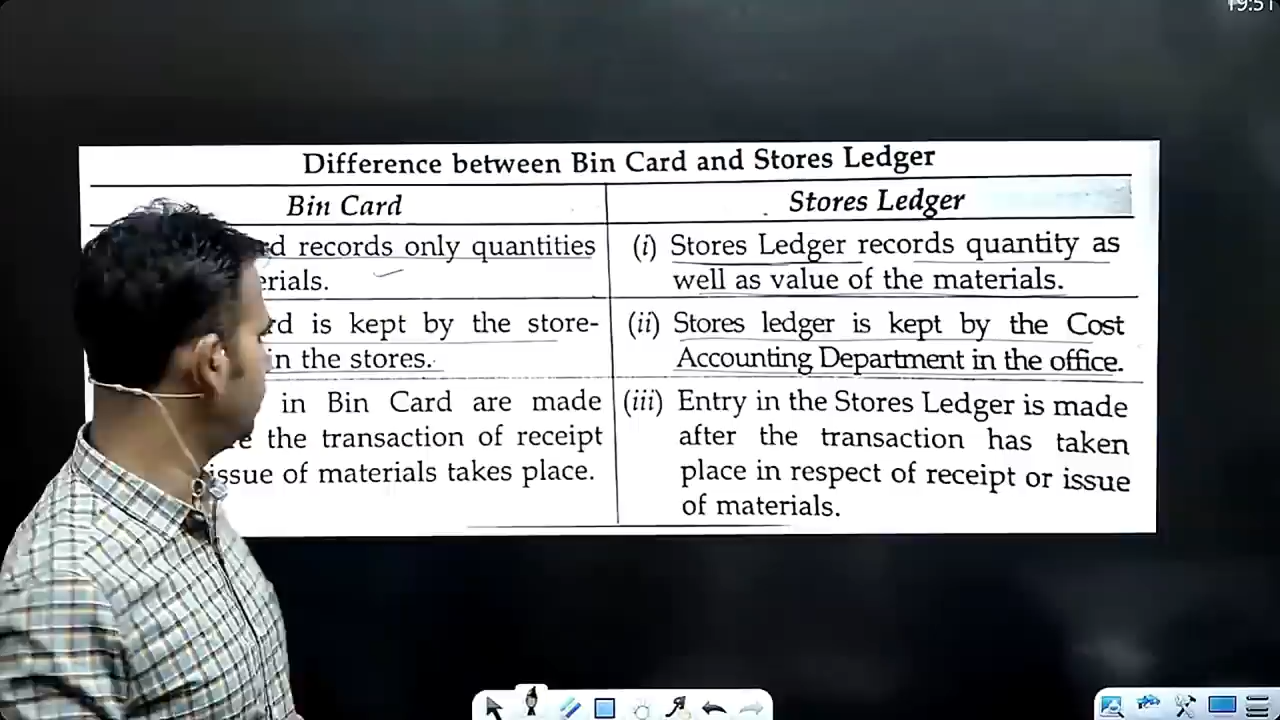 19:51
Difference between Bin Card and Stores Ledger
Bin Card
Stores Ledger
records only quantities
(i) Stores Ledger records quantity as
well as value of the materials.
is kept by the store-
in the stores.
(ii) Stores ledger is kept by the Cost
Accounting Department in the office.
in Bin Card are made
the transaction of receipt
issue of materials takes place.
(iii) Entry in the Stores Ledger is made
after the transaction has taken
place in respect of receipt or issue
of materials.